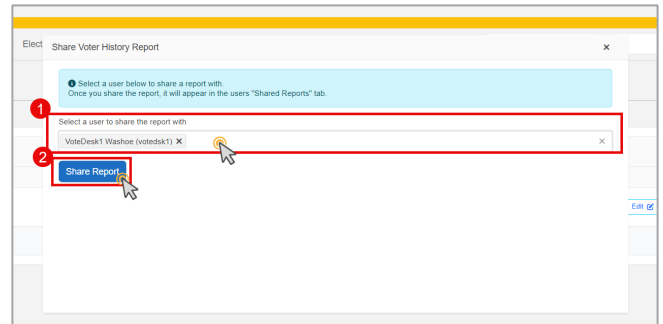 Elect
Share Voter History Report ×
Select a user below to share a report with.
Once you share the report, it will appear in the users "Shared Reports" tab.
1
Select a user to share the report with
VoteDesk1 Washoe (votedsk1) × ×
2
Share Report
Edit